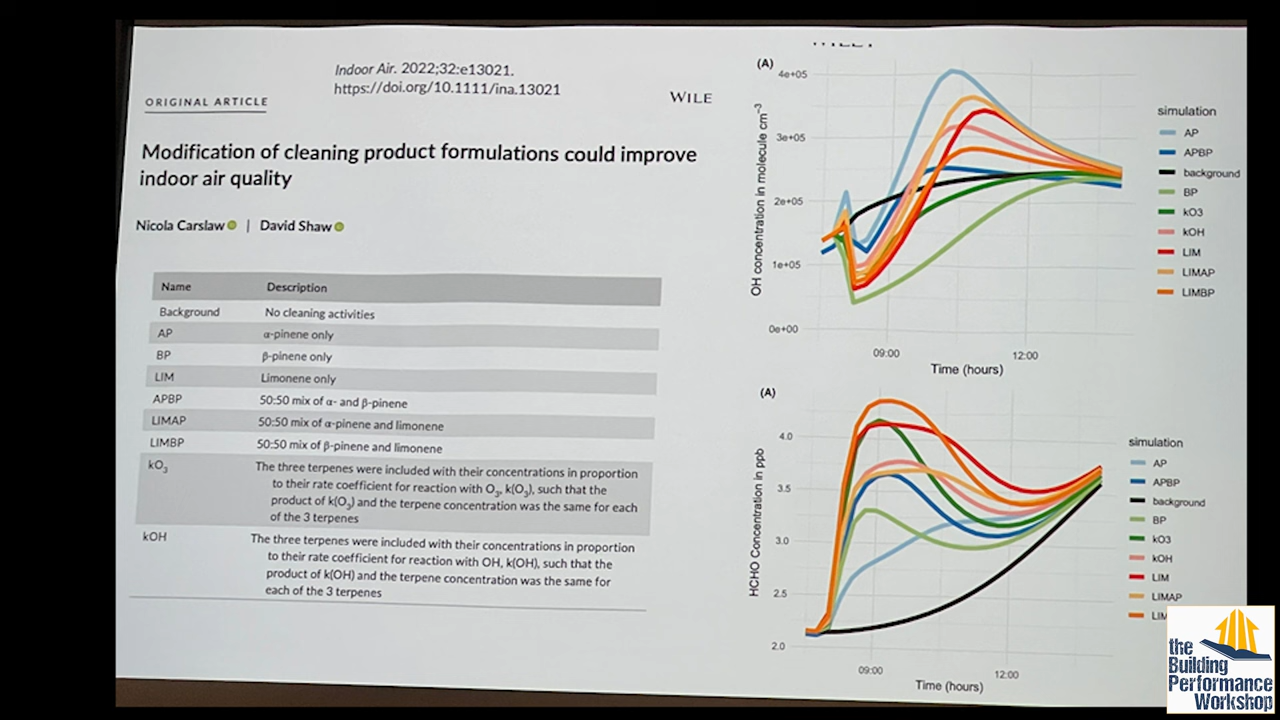 Indoor Air. 2022;32:e13021.
https://doi.org/10.1111/ina.13021
ORIGINAL ARTICLE
WILE
Modification of cleaning product formulations could improve
indoor air quality
Nicola Carslaw | David Shaw
Name Description
Background No cleaning activities
AP α-pinene only
BP β-pinene only
LIM Limonene only
APBP 50:50 mix of α- and β-pinene
LIMAP 50:50 mix of α-pinene and limonene
LIMBP 50:50 mix of β-pinene and limonene
kO₃ The three terpenes were included with their concentrations in proportion
to their rate coefficient for reaction with O₃, k(O₃), such that the
product of k(O₃) and the terpene concentration was the same for each
of the 3 terpenes
kOH The three terpenes were included with their concentrations in proportion
to their rate coefficient for reaction with OH, k(OH), such that the
product of k(OH) and the terpene concentration was the same for
each of the 3 terpenes
(A)
OH concentration in molecule cm⁻³
4e+05
3e+05
2e+05
1e+05
0e+00
09:00 12:00
Time (hours)
simulation
AP
APBP
background
BP
kO3
kOH
LIM
LIMAP
LIMBP
(A)
HCHO Concentration in ppb
4.0
3.5
3.0
2.5
2.0
09:00 12:00
Time (hours)
simulation
AP
APBP
background
BP
kO3
kOH
LIM
LIMAP
LIM
the
Building
Performance
Workshop